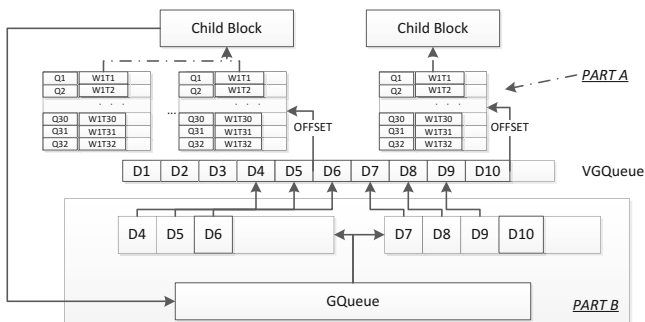 Child Block Child Block
Q1 W1T1 Q1 W1T1 Q1 W1T1 PART A
Q2 W1T2 Q2 W1T2 Q2 W1T2
. . . . . . . . .
Q30 W1T30 ... Q30 W1T30 Q30 W1T30
Q31 W1T31 Q31 W1T31 OFFSET Q31 W1T31 OFFSET
Q32 W1T32 Q32 W1T32 Q32 W1T32
D1 D2 D3 D4 D5 D6 D7 D8 D9 D10 VGQueue
D4 D5 D6 D7 D8 D9 D10
GQueue PART B